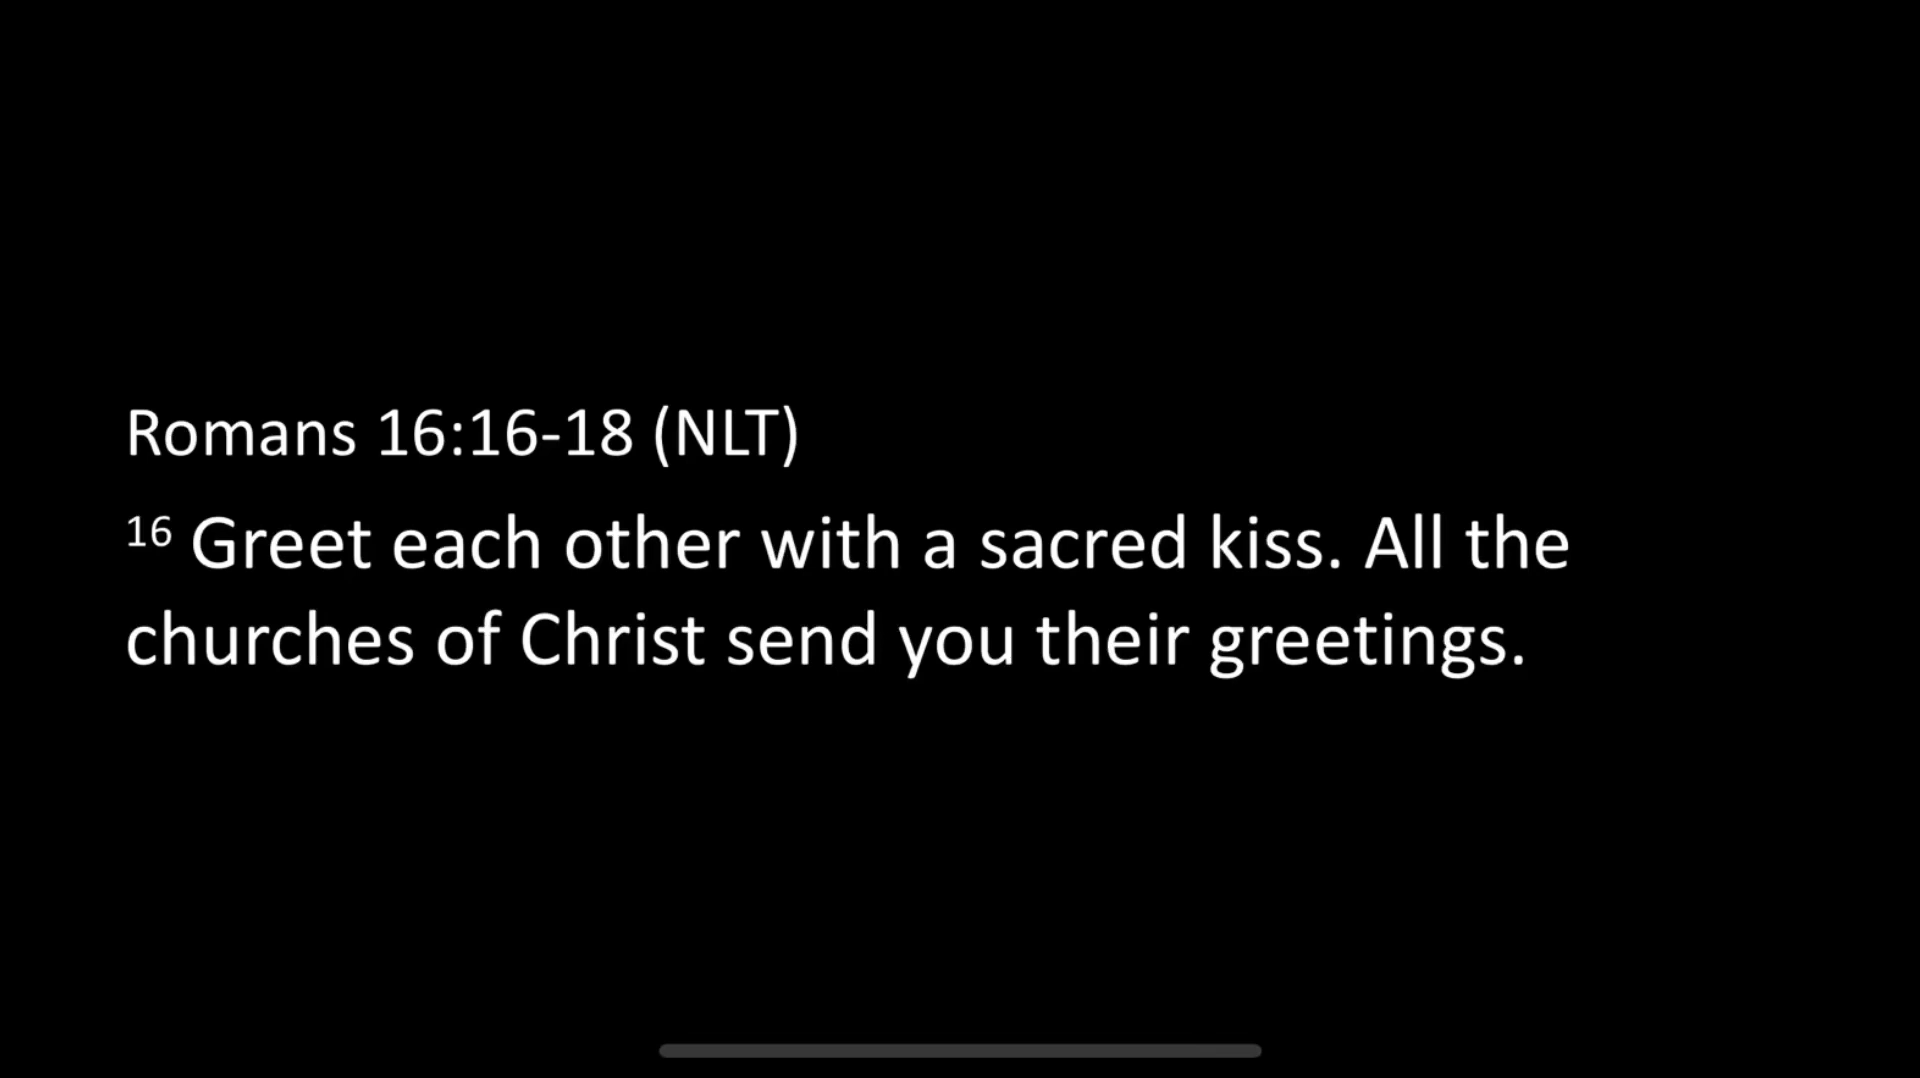 Romans 16:16-18 (NLT)
16 Greet each other with a sacred kiss. All the
churches of Christ send you their greetings.